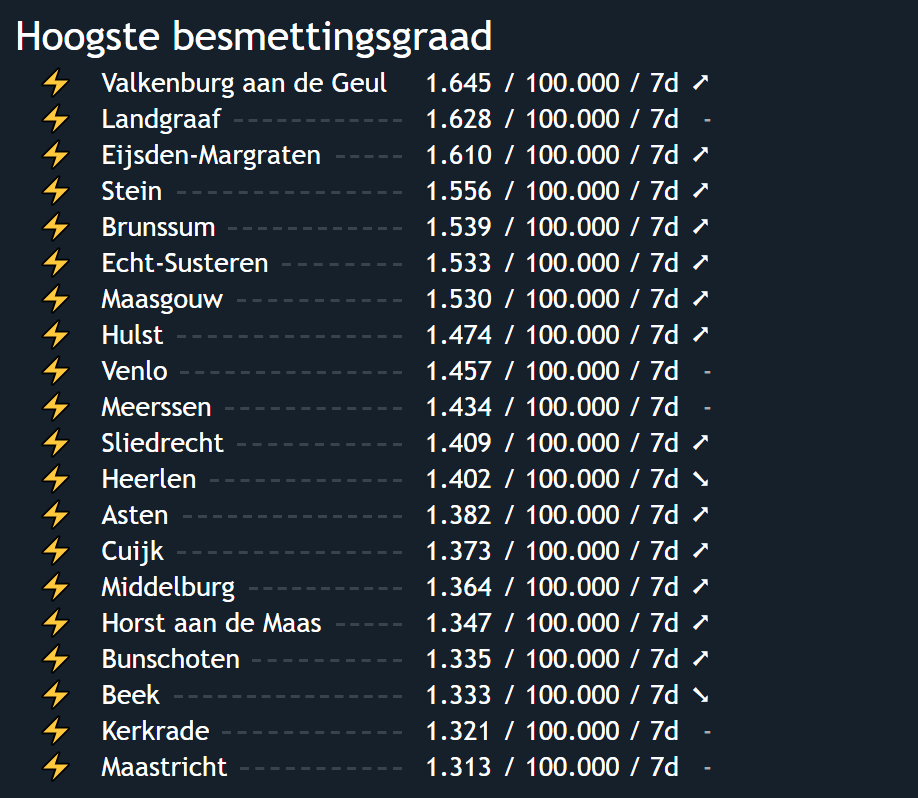 Hoogste besmettingsgraad
⚡ Valkenburg aan de Geul 1.645 / 100.000 / 7d ➚
⚡ Landgraaf 1.628 / 100.000 / 7d -
⚡ Eijsden-Margraten 1.610 / 100.000 / 7d ➚
⚡ Stein 1.556 / 100.000 / 7d ➚
⚡ Brunssum 1.539 / 100.000 / 7d ➚
⚡ Echt-Susteren 1.533 / 100.000 / 7d ➚
⚡ Maasgouw 1.530 / 100.000 / 7d ➚
⚡ Hulst 1.474 / 100.000 / 7d ➚
⚡ Venlo 1.457 / 100.000 / 7d -
⚡ Meerssen 1.434 / 100.000 / 7d -
⚡ Sliedrecht 1.409 / 100.000 / 7d ➚
⚡ Heerlen 1.402 / 100.000 / 7d ➘
⚡ Asten 1.382 / 100.000 / 7d ➚
⚡ Cuijk 1.373 / 100.000 / 7d ➚
⚡ Middelburg 1.364 / 100.000 / 7d ➚
⚡ Horst aan de Maas 1.347 / 100.000 / 7d ➚
⚡ Bunschoten 1.335 / 100.000 / 7d ➚
⚡ Beek 1.333 / 100.000 / 7d ➘
⚡ Kerkrade 1.321 / 100.000 / 7d -
⚡ Maastricht 1.313 / 100.000 / 7d -